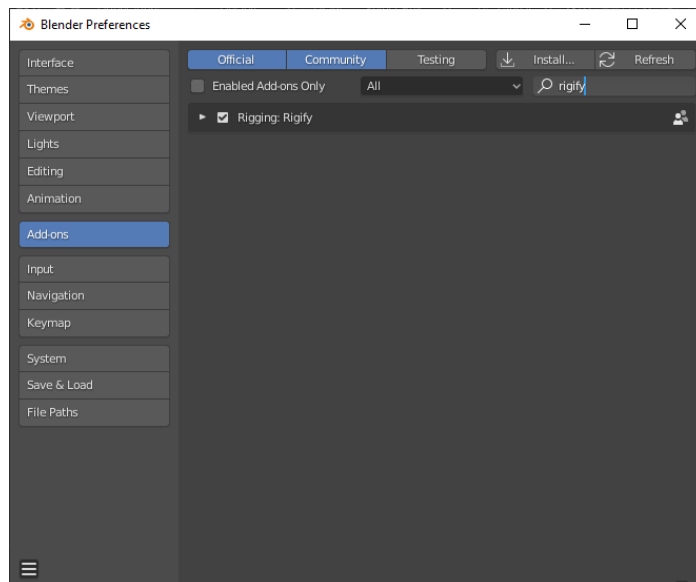 Blender Preferences
Interface
Themes
Viewport
Lights
Editing
Animation
Add-ons
Input
Navigation
Keymap
System
Save & Load
File Paths
Official Community Testing Install... Refresh
Enabled Add-ons Only All rigify
Rigging: Rigify